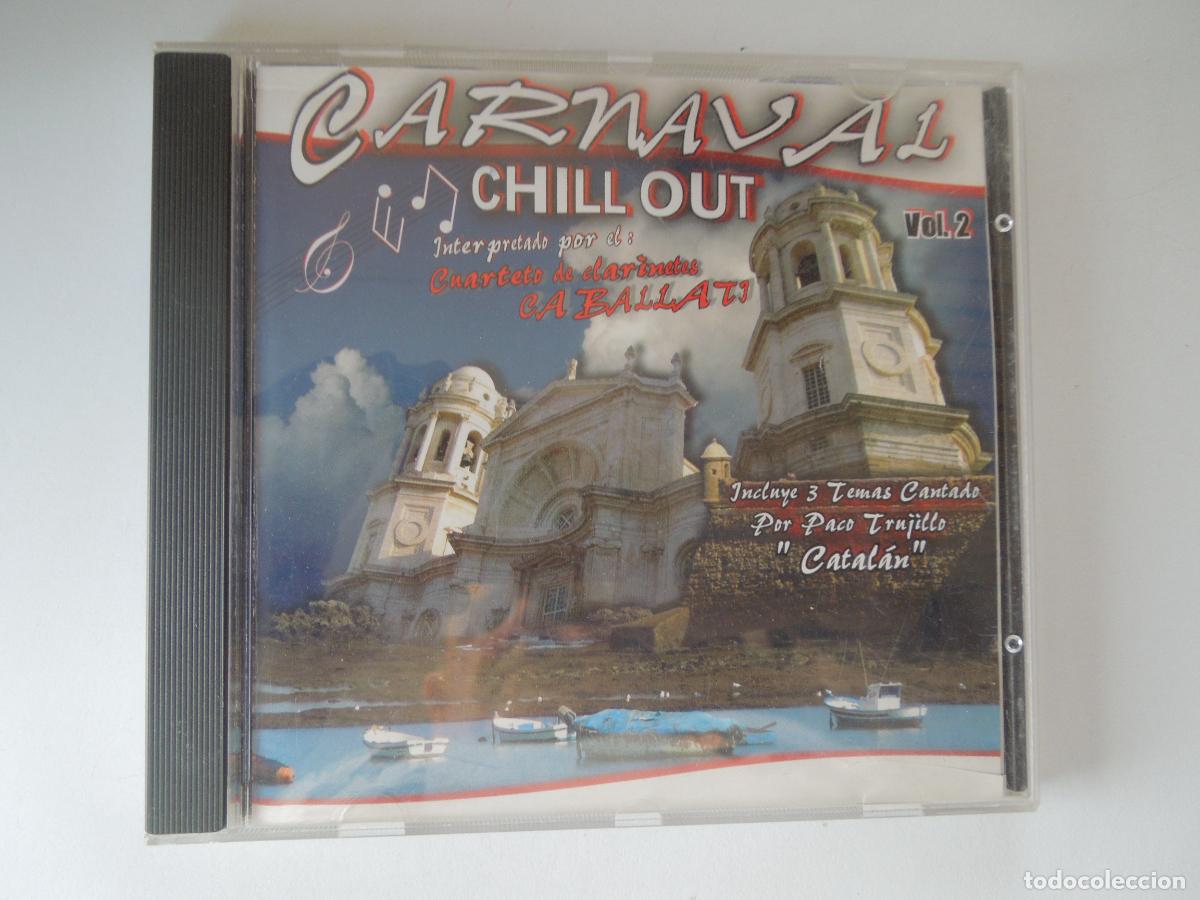 CARNAVAL
CHILL OUT
Vol. 2
Interpretado por el:
Cuarteto de clarinetes
CABALLATI
Incluye 3 Temas Cantado
Por Paco Trujillo
"Catalán"
todocoleccion